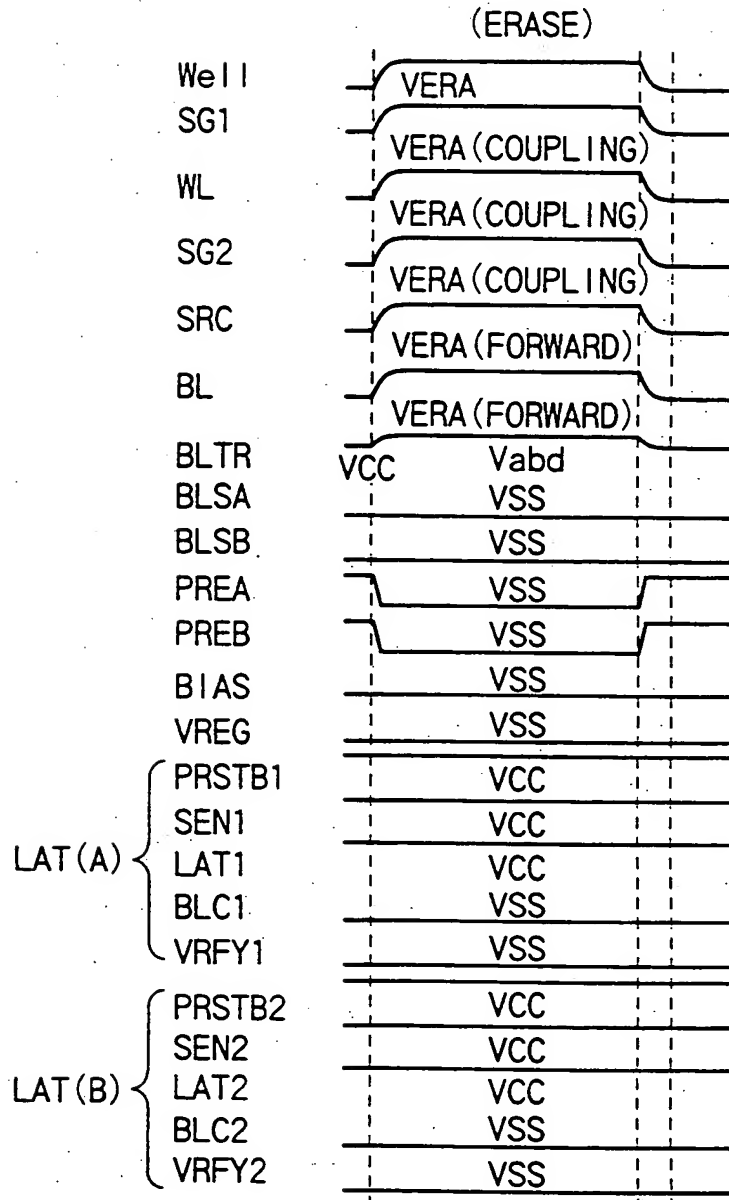 (ERASE)
Well VERA
SG1
VERA(COUPLING)
WL
VERA(COUPLING)
SG2
VERA(COUPLING)
SRC
VERA(FORWARD)
BL
VERA(FORWARD)
BLTR VCC Vabd
BLSA VSS
BLSB VSS
PREA VSS
PREB VSS
BIAS VSS
VREG VSS
PRSTB1 VCC
SEN1 VCC
LAT(A) LAT1 VCC
BLC1 VSS
VRFY1 VSS
PRSTB2 VCC
SEN2 VCC
LAT(B) LAT2 VCC
BLC2 VSS
VRFY2 VSS